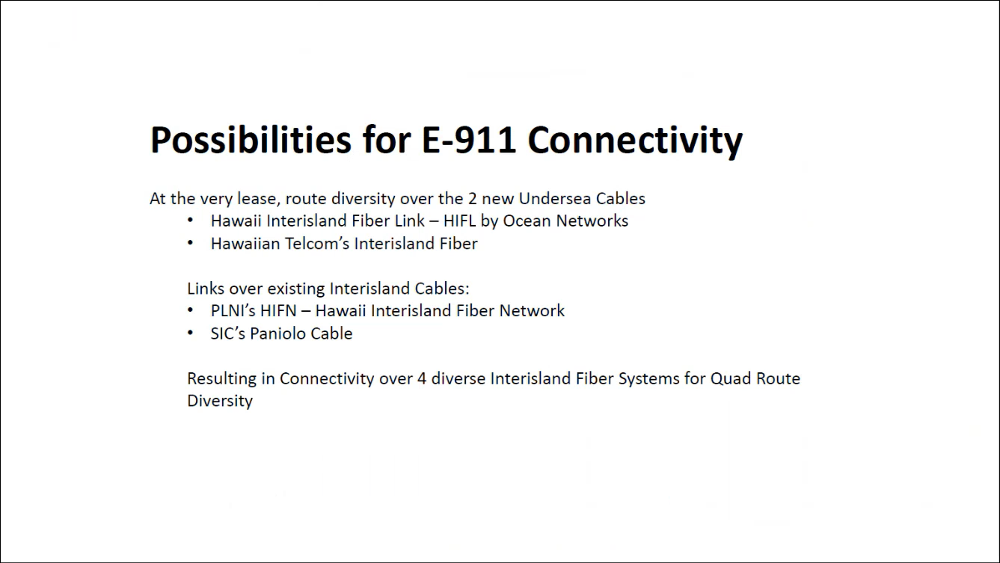 Possibilities for E-911 Connectivity
At the very lease, route diversity over the 2 new Undersea Cables
• Hawaii Interisland Fiber Link – HIFL by Ocean Networks
• Hawaiian Telcom’s Interisland Fiber
Links over existing Interisland Cables:
• PLNI’s HIFN – Hawaii Interisland Fiber Network
• SIC’s Paniolo Cable
Resulting in Connectivity over 4 diverse Interisland Fiber Systems for Quad Route
Diversity